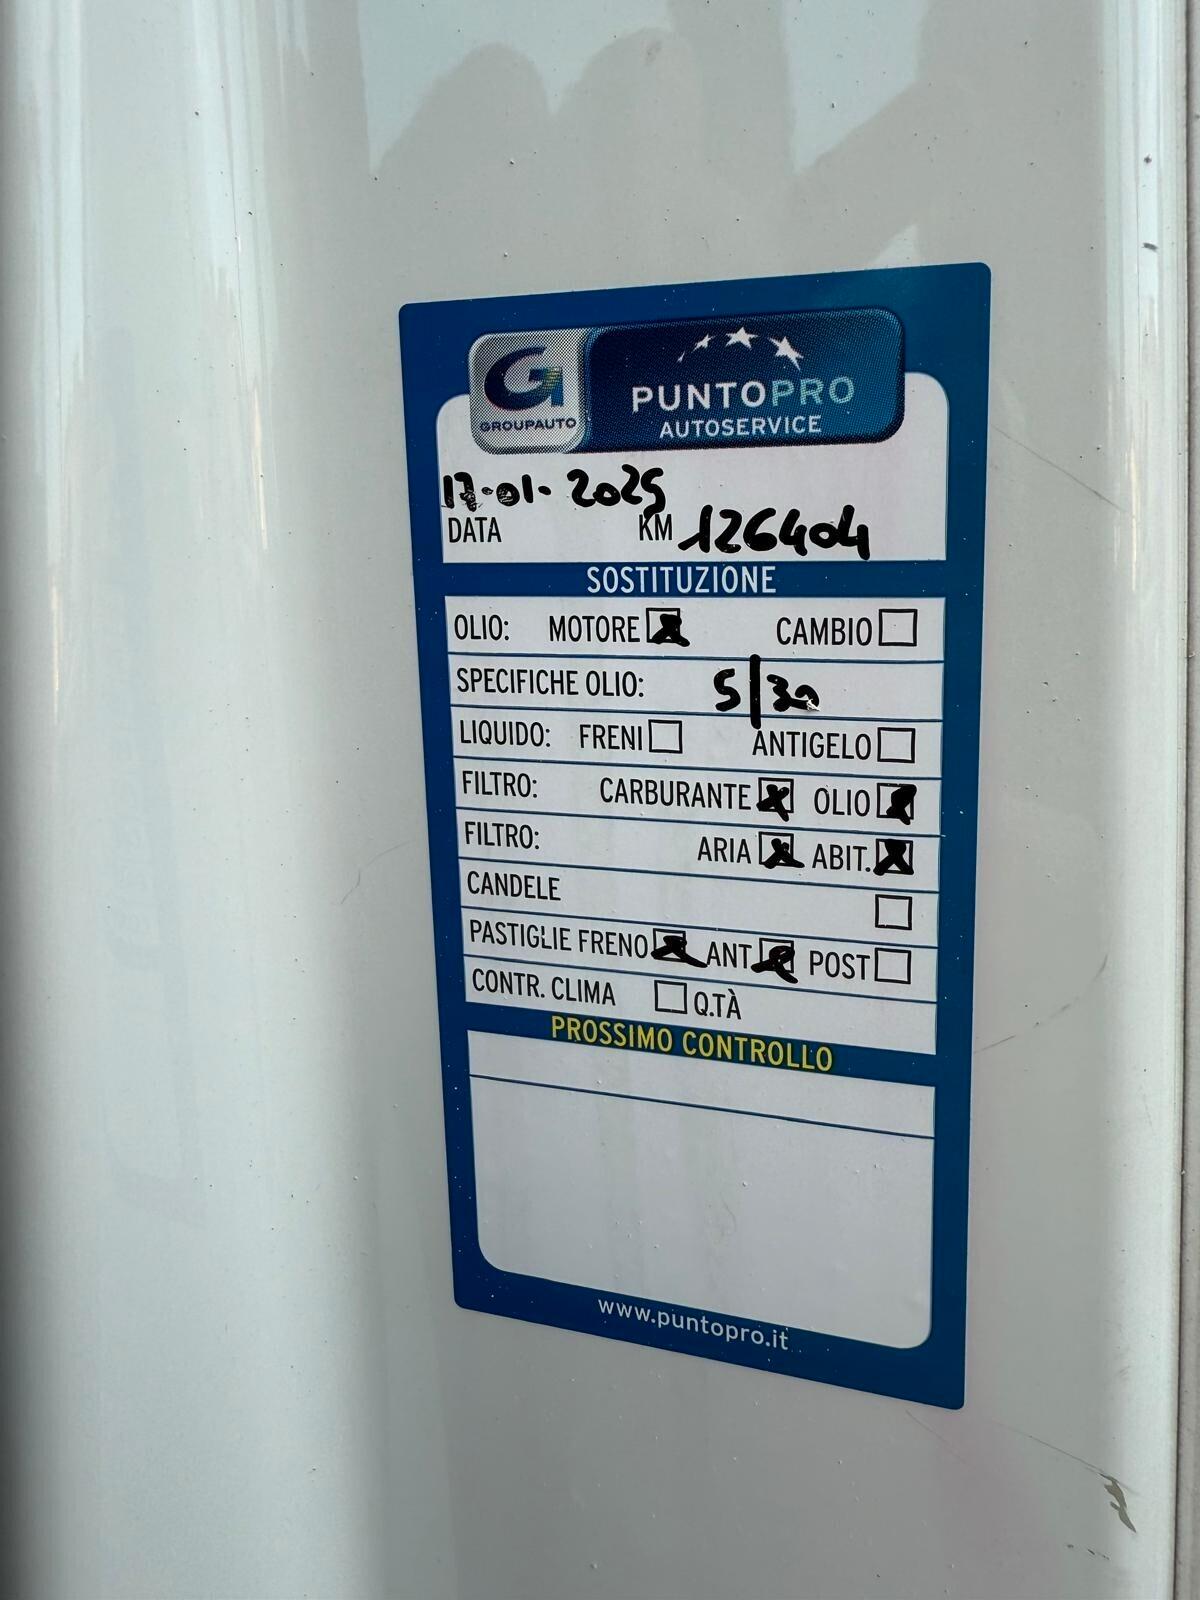 G
GROUPAUTO
PUNTOPRO
AUTOSERVICE
17-01-2025
DATA KM 126404
SOSTITUZIONE
OLIO: MOTORE CAMBIO
SPECIFICHE OLIO: 5/30
LIQUIDO: FRENI ANTIGELO
FILTRO: CARBURANTE OLIO
FILTRO: ARIA ABIT.
CANDELE
PASTIGLIE FRENO ANT POST
CONTR. CLIMA Q.TÀ
PROSSIMO CONTROLLO
www.puntopro.it